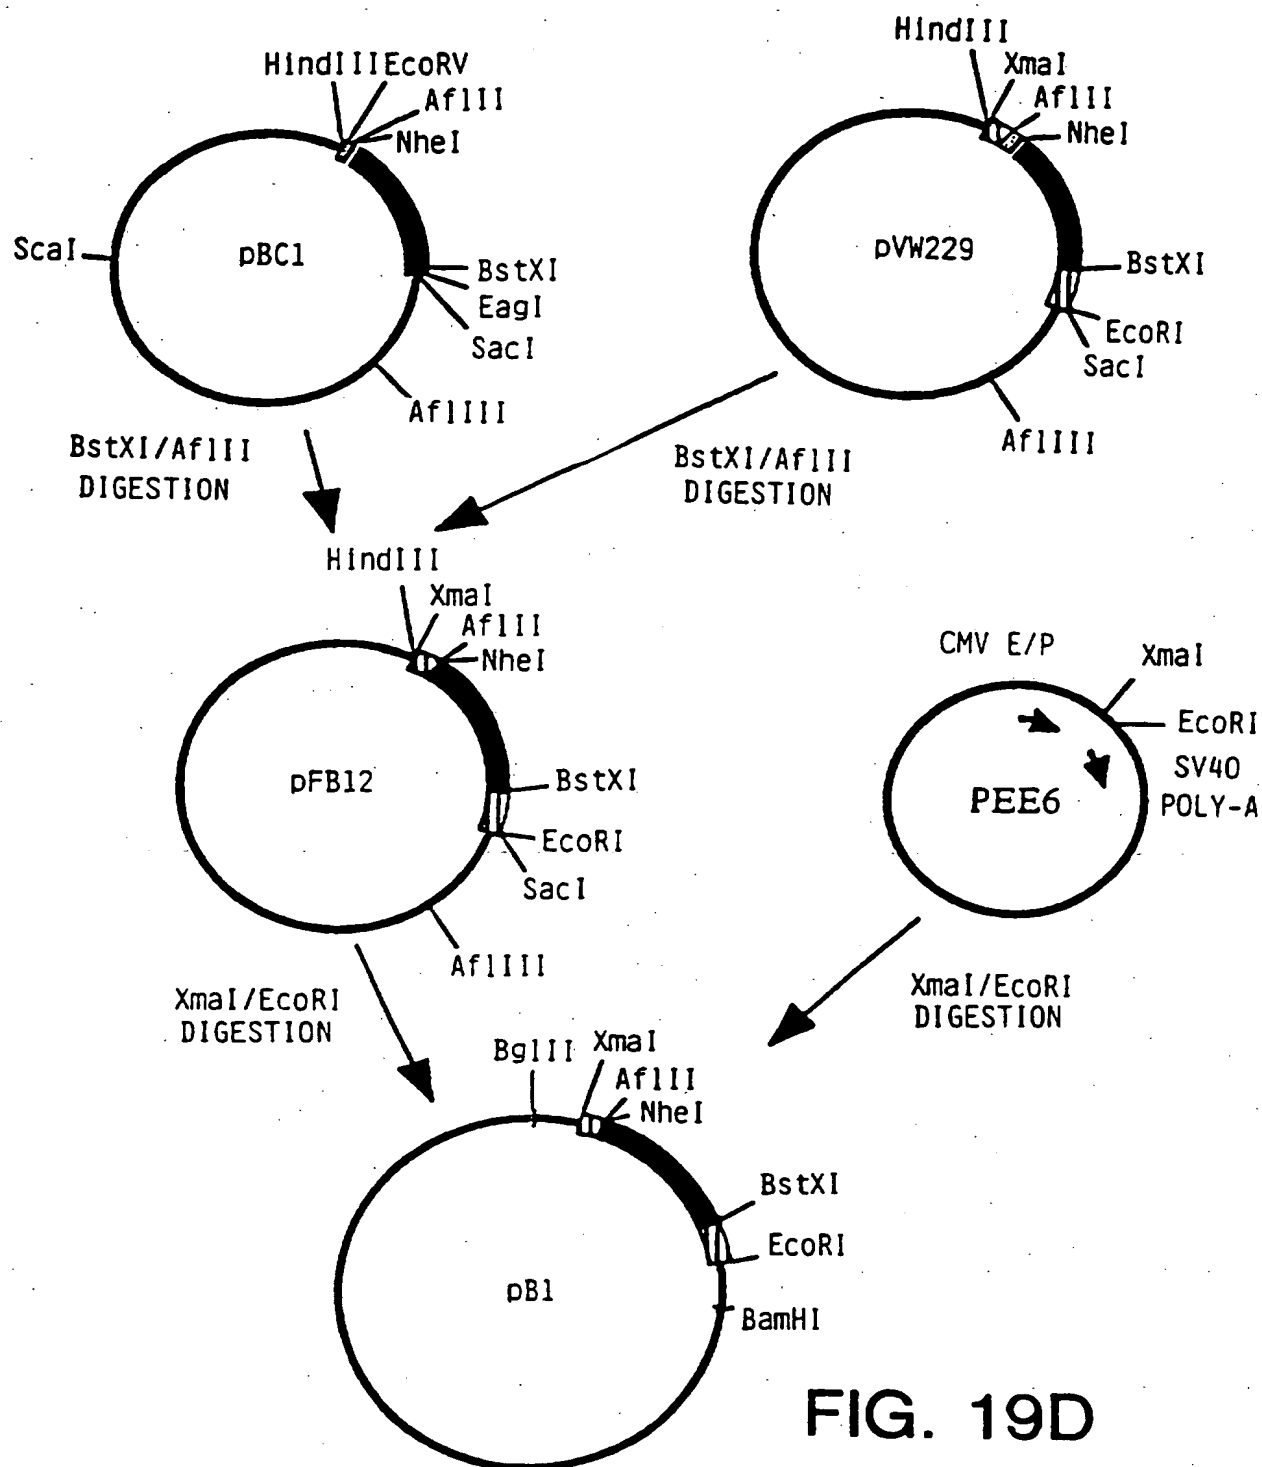 HindIIIEcoRV
AflII
NheI
ScaI
pBC1
BstXI
EagI
SacI
AflIII
HindIII
XmaI
AflII
NheI
pVW229
BstXI
EcoRI
SacI
AflIII
BstXI/AflII
DIGESTION
BstXI/AflII
DIGESTION
HindIII
XmaI
AflII
NheI
pFB12
BstXI
EcoRI
SacI
AflIII
CMV E/P
XmaI
EcoRI
SV40
POLY-A
PEE6
XmaI/EcoRI
DIGESTION
XmaI/EcoRI
DIGESTION
BglII
XmaI
AflII
NheI
BstXI
EcoRI
pB1
BamHI
FIG. 19D